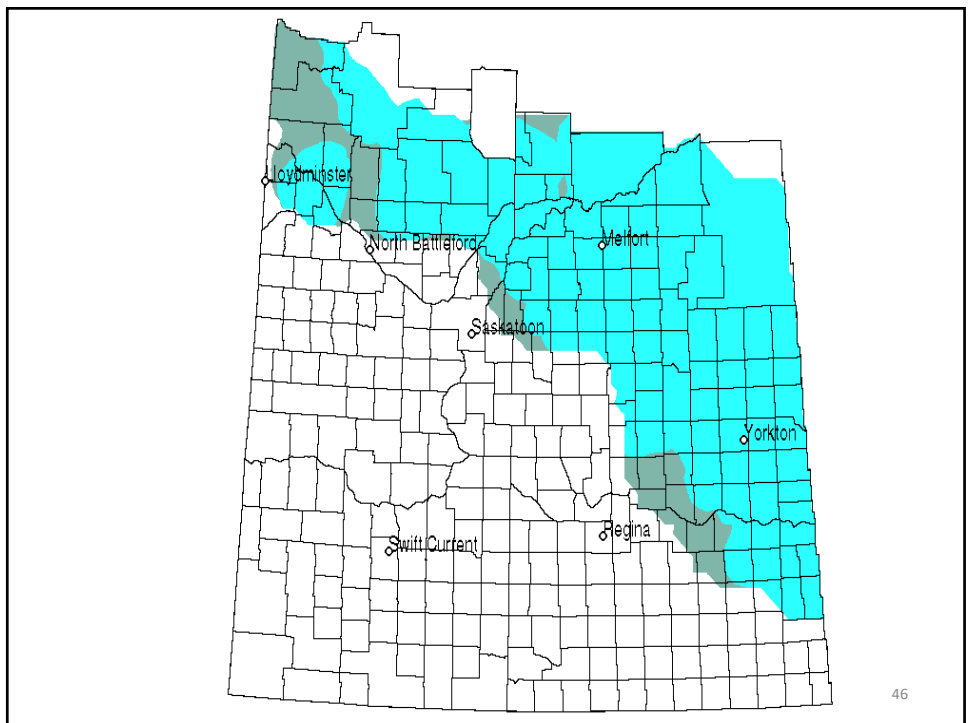 Lloydminster
North Battleford
Melfort
Saskatoon
Yorkton
Regina
Swift Current
46